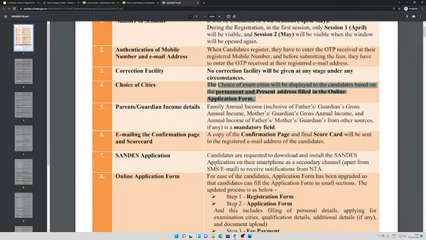 During the Registration, in the first session, only Session 1 (April)
will be visible, and Session 2 (May) will be visible when the window
will be opened again.
2. Authentication of Mobile Number and e-mail Address
When Candidates register, they have to enter the OTP received at their
registered Mobile Number, and before submitting the fees, they have
to enter the OTP received at their registered e-mail address.
3. Correction Facility
No correction facility will be given at any stage under any
circumstances.
4. Choice of Cities
The Choice of exam cities will be displayed to the candidates based on
the permanent and Present address filled in the Online
Application Form.
5. Parents/Guardian Income details
Family Annual Income (inclusive of Father's/ Guardian's Gross
Annual Income, Mother's/ Guardian's Gross Annual Income, and
Annual Income of Father's/ Mother's/ Guardian's from other sources,
if any) is a mandatory field.
6. E-mailing the Confirmation page and Scorecard
A copy of the Confirmation Page and final Score Card will be sent
to the registered e-mail address of the candidates.
7. SANDES Application
Candidates are requested to download and install the SANDES
Application on their smartphone as a secondary channel (apart from
SMS/E-mail) to receive notifications from NTA.
8. Online Application Form
For ease of the candidates, Application Form has been upgraded so
that candidates can fill the Application Form in small sections. The
updated process is as below -
Step 1 - Registration Form
Step 2 - Application Form
And this includes filling of personal details, applying for
examination cities, qualification details, additional details (if any), and
document upload)
Step 3 - Fee Payment